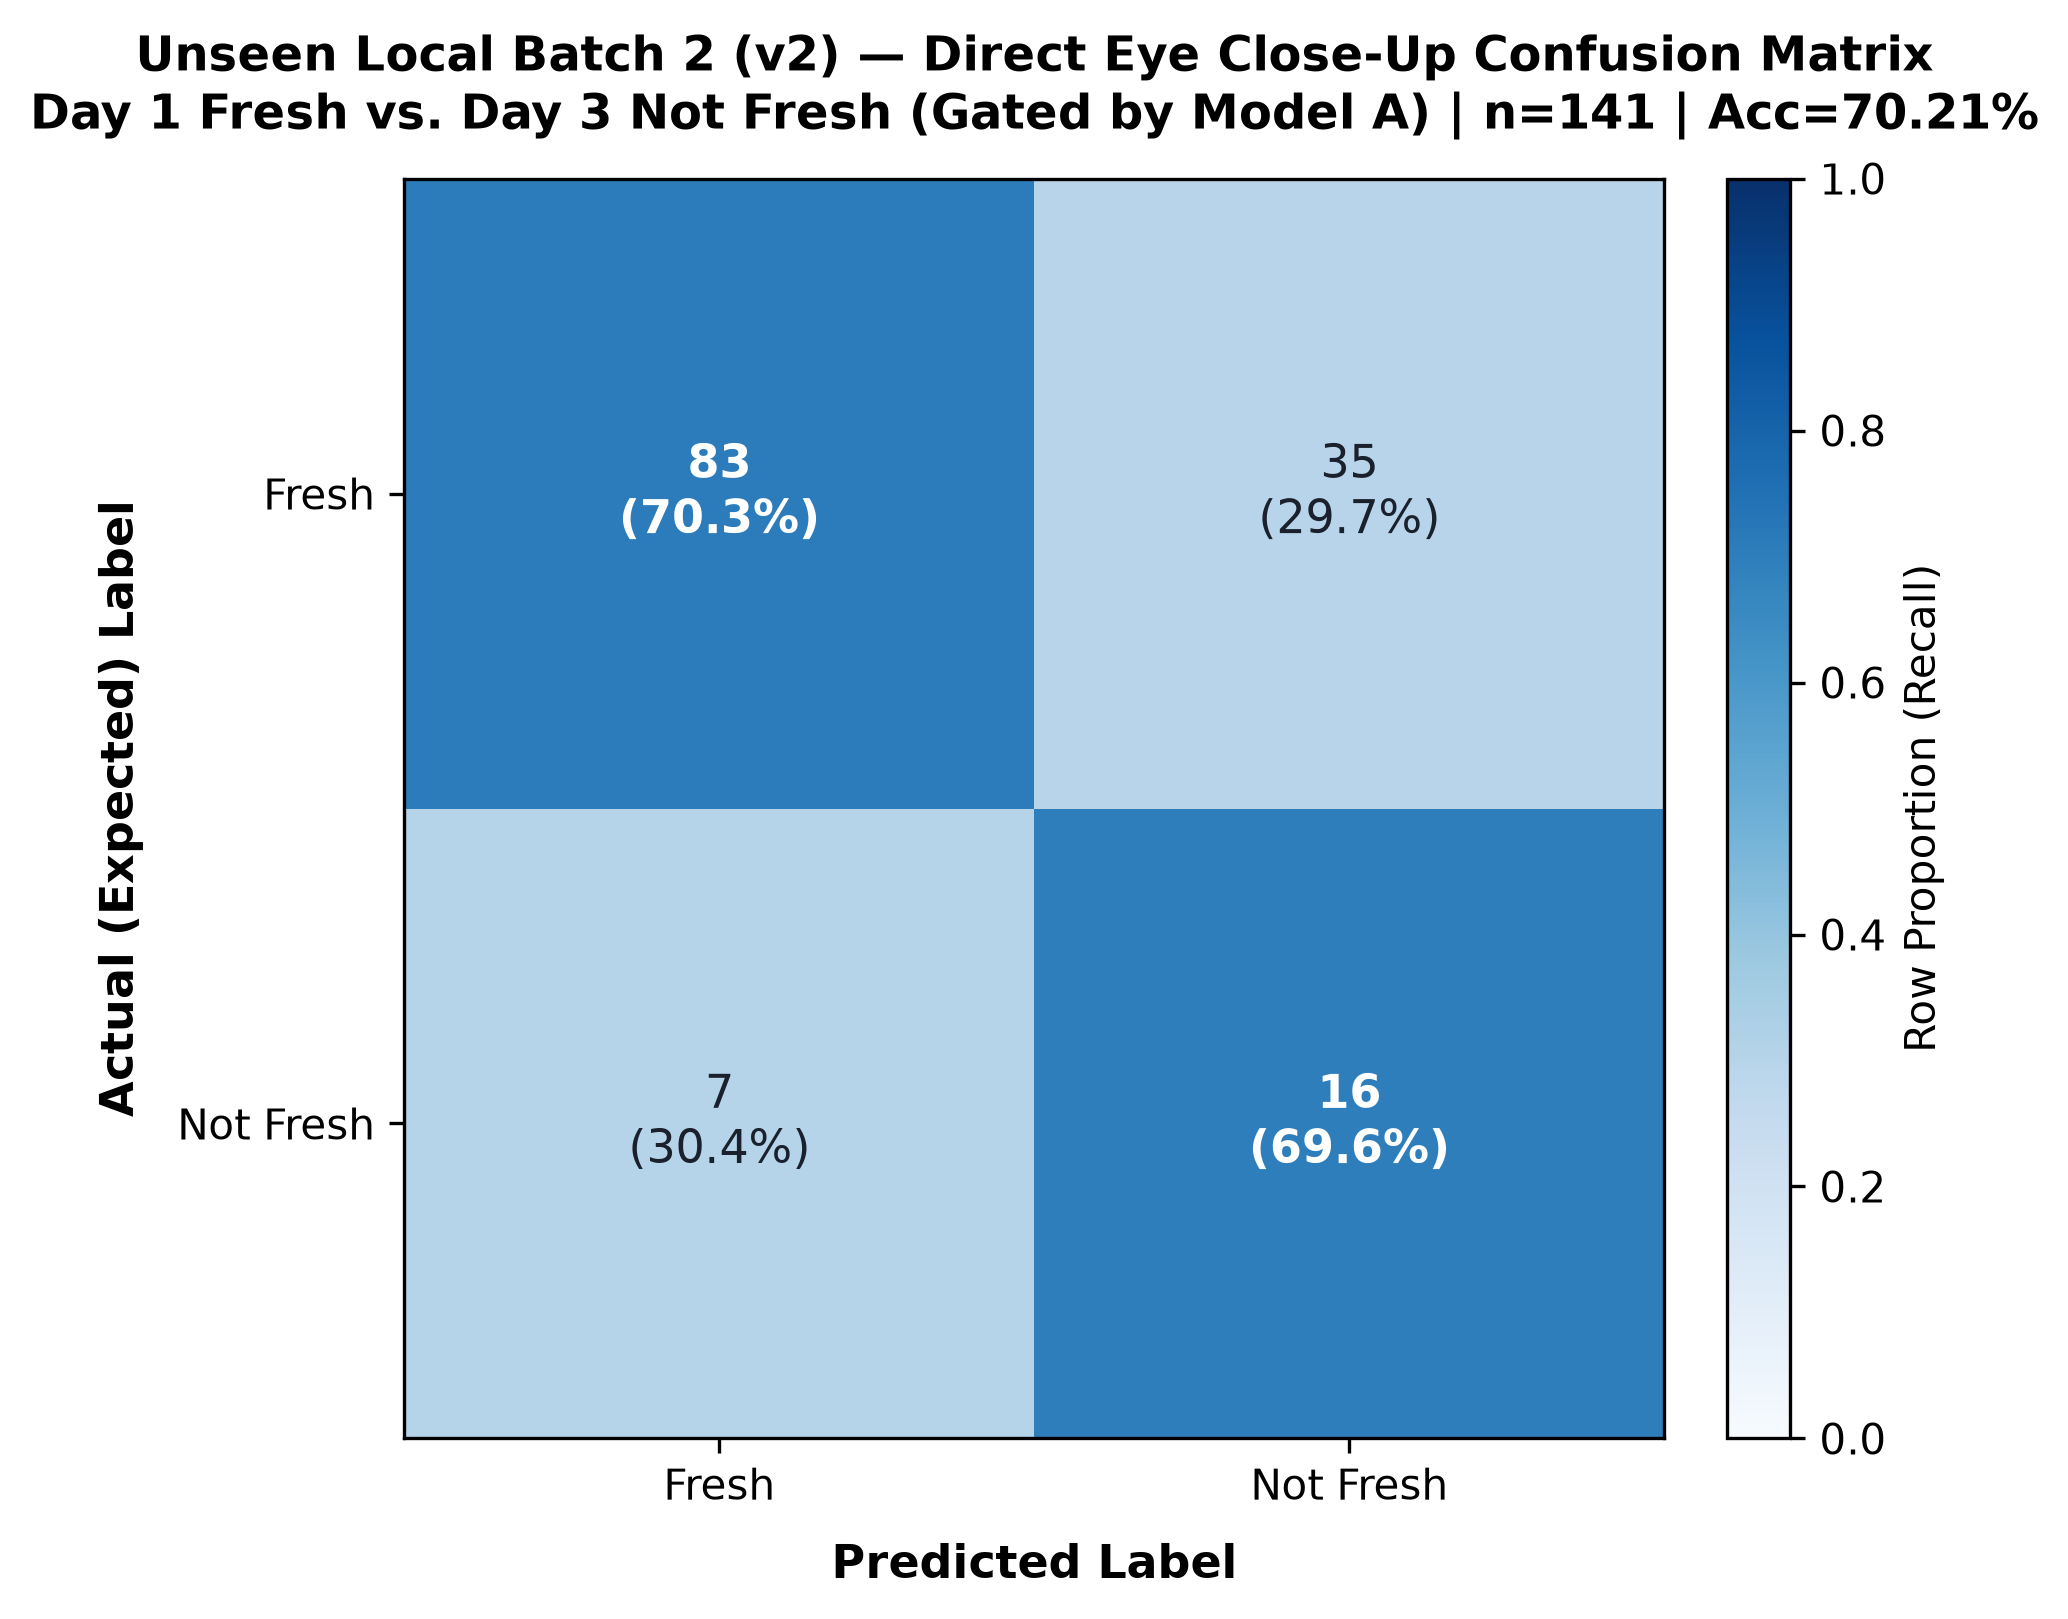 Unseen Local Batch 2 (v2) — Direct Eye Close-Up Confusion Matrix
Day 1 Fresh vs. Day 3 Not Fresh (Gated by Model A) | n=141 | Acc=70.21%
Actual (Expected) Label
Fresh
Not Fresh
83
(70.3%)
35
(29.7%)
7
(30.4%)
16
(69.6%)
Fresh
Not Fresh
Predicted Label
1.0
0.8
0.6
0.4
0.2
0.0
Row Proportion (Recall)